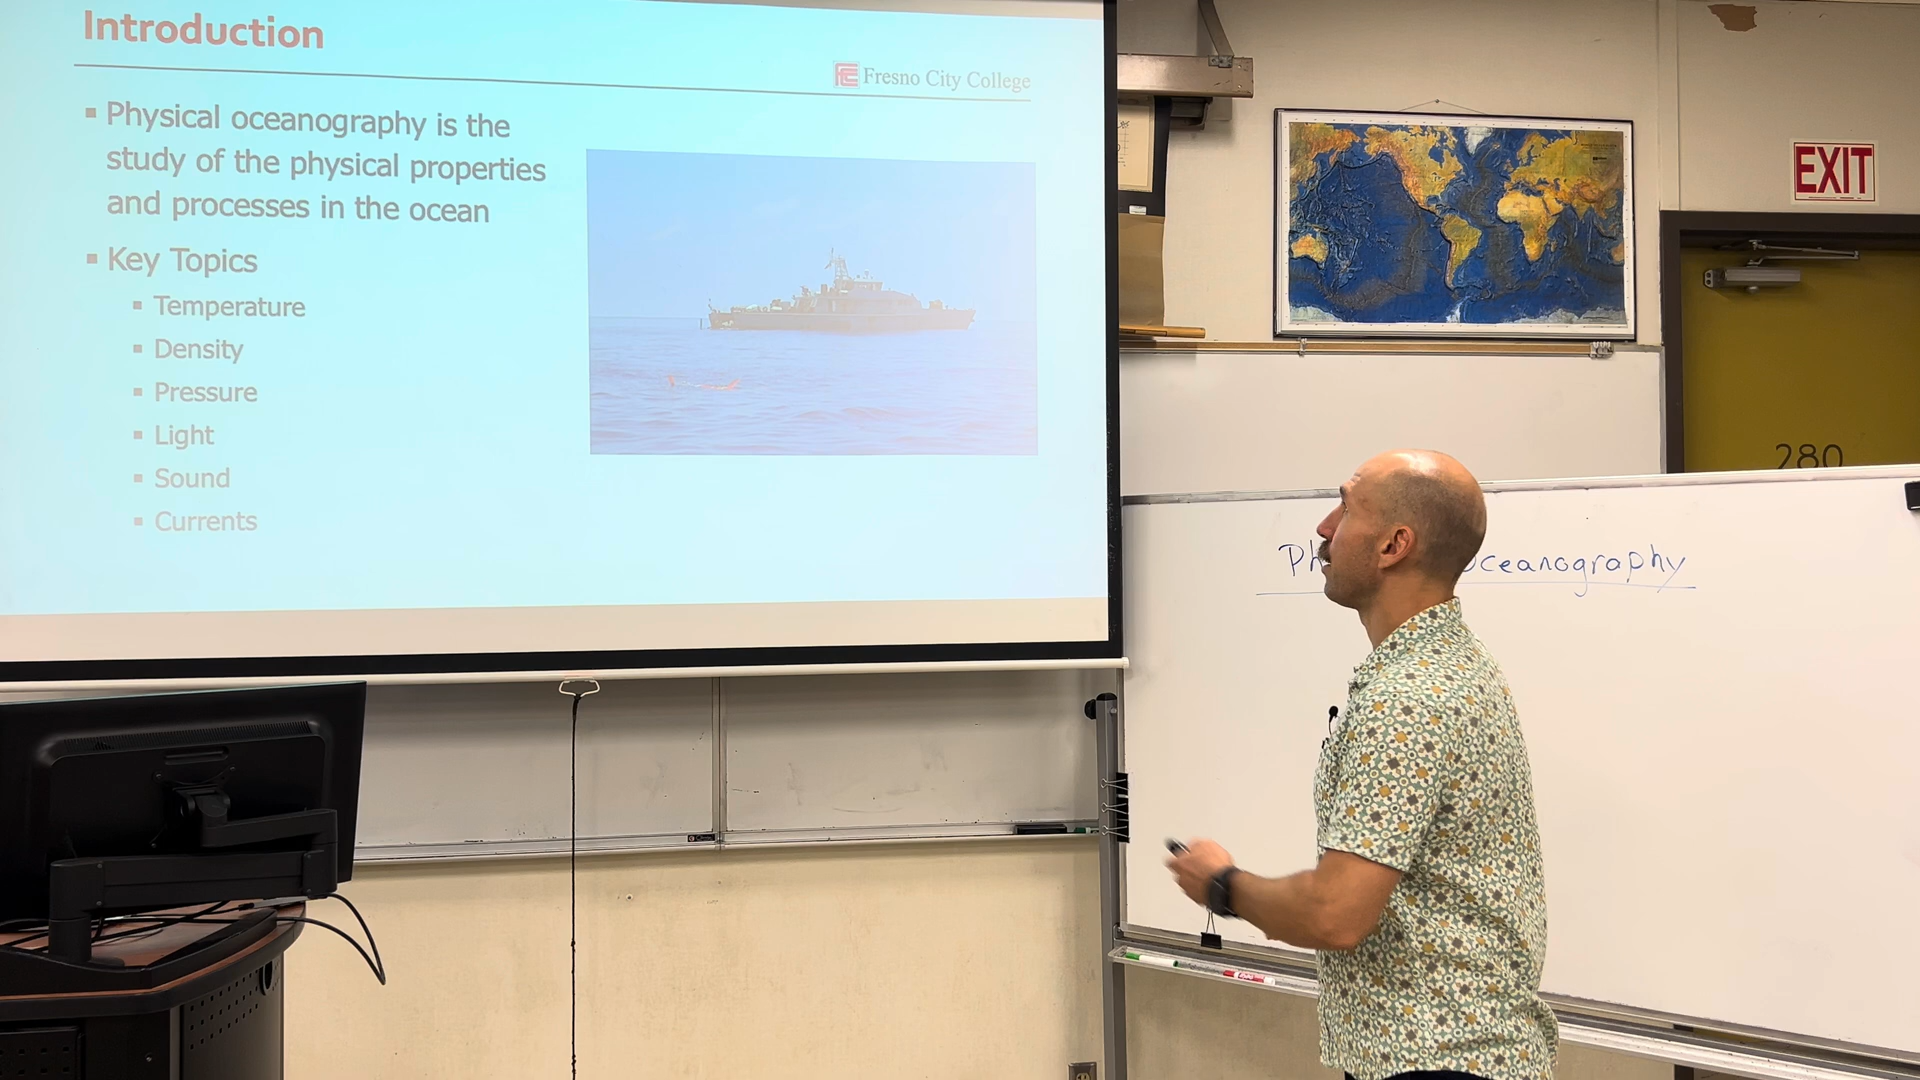 Introduction
Fresno City College
Physical oceanography is the
study of the physical properties
and processes in the ocean
Key Topics
Temperature
Density
Pressure
Light
Sound
Currents
EXIT
280
Ph ceanography